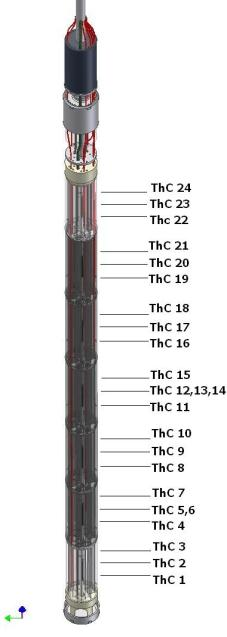 ThC 24
ThC 23
Thc 22
ThC 21
ThC 20
ThC 19
ThC 18
ThC 17
ThC 16
ThC 15
ThC 12,13,14
ThC 11
ThC 10
ThC 9
ThC 8
ThC 7
ThC 5,6
ThC 4
ThC 3
ThC 2
ThC 1